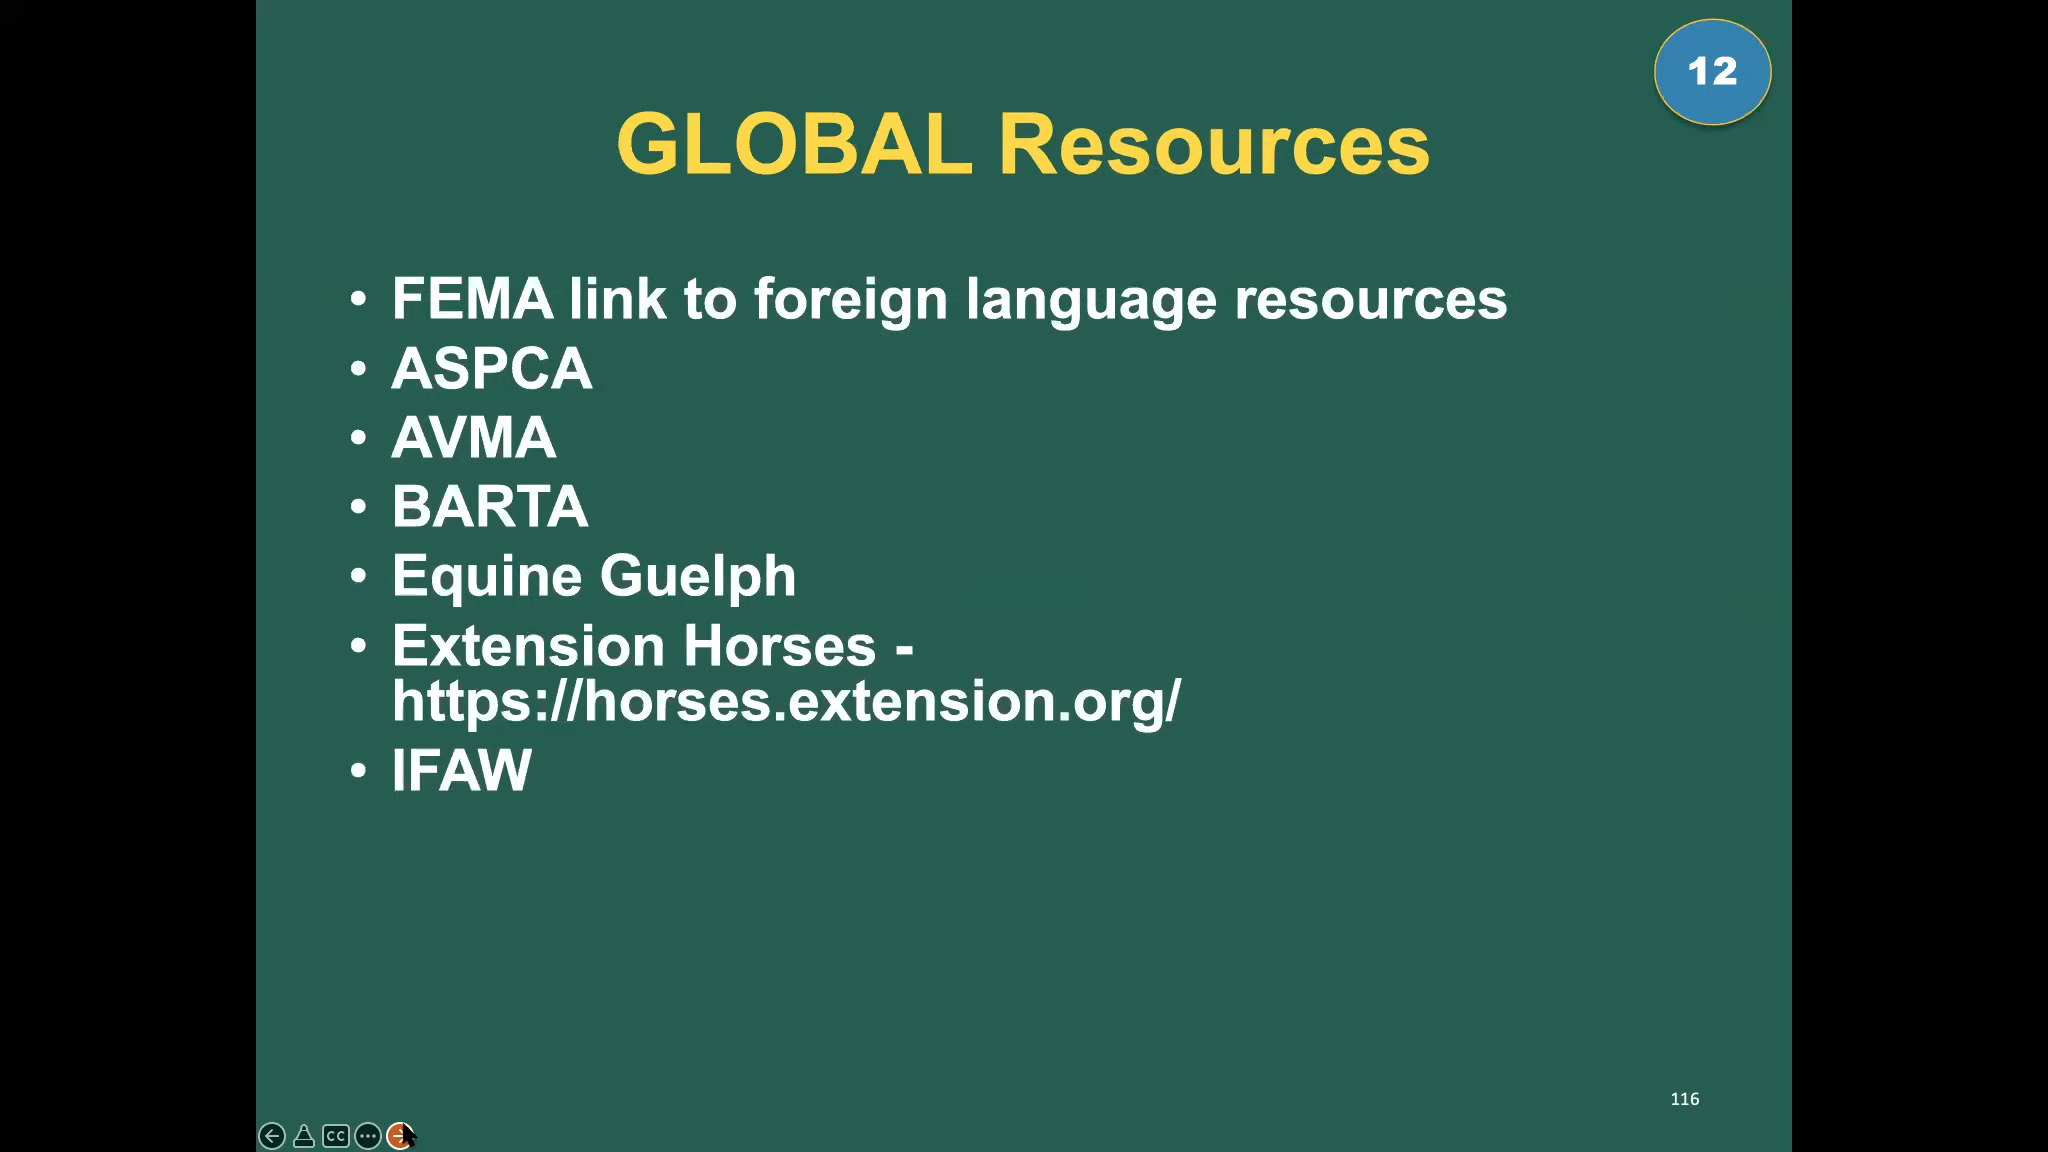 12
GLOBAL Resources
• FEMA link to foreign language resources
• ASPCA
• AVMA
• BARTA
• Equine Guelph
• Extension Horses -
https://horses.extension.org/
• IFAW
116
CC